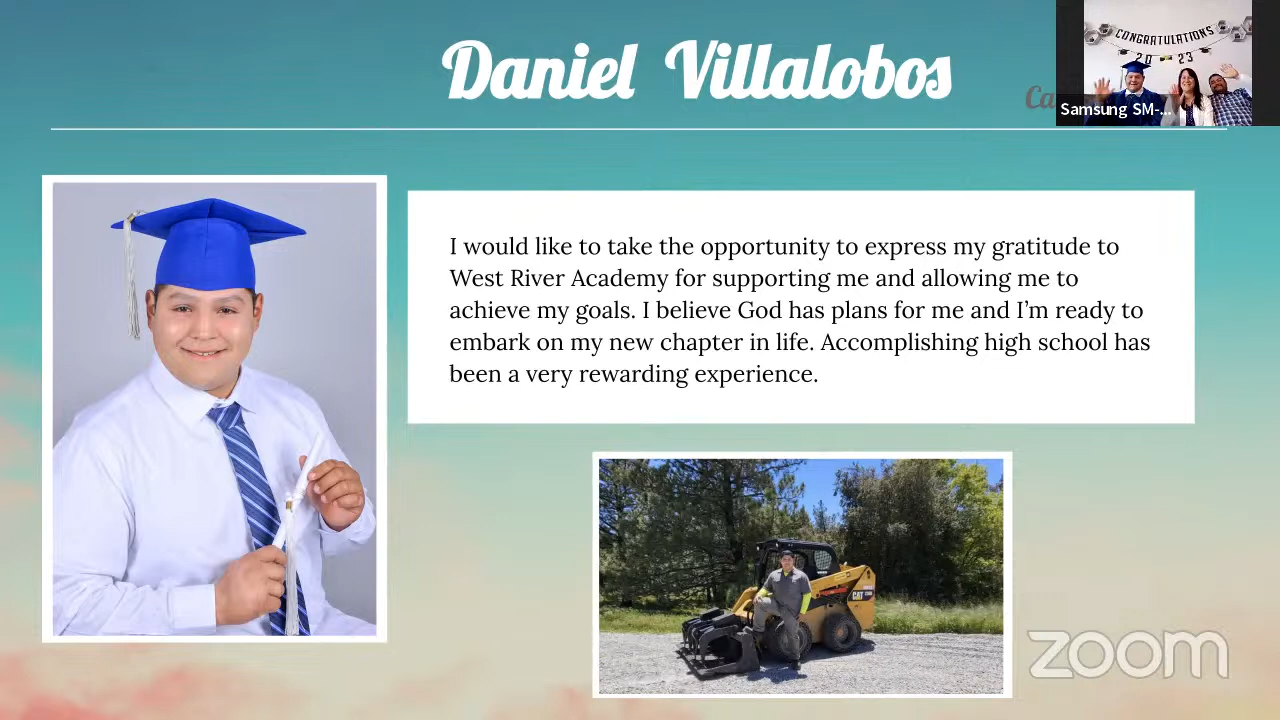 Daniel Villalobos
CONGRATULATIONS
2023
Ca
Samsung SM-...
I would like to take the opportunity to express my gratitude to
West River Academy for supporting me and allowing me to
achieve my goals. I believe God has plans for me and I’m ready to
embark on my new chapter in life. Accomplishing high school has
been a very rewarding experience.
CAT
zoom